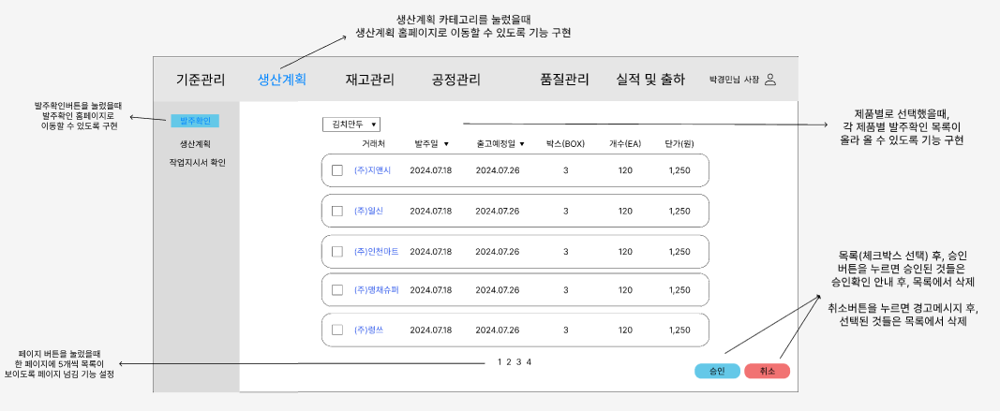 생산계획 카테고리를 눌렀을때
생산계획 홈페이지로 이동할 수 있도록 기능 구현
기준관리 생산계획 재고관리 공정관리 품질관리 실적 및 출하 박경민님 사장
발주확인버튼을 눌렀을때
발주확인 홈페이지로
이동할 수 있도록 구현
발주확인
생산계획
작업지시서 확인
김치만두 ▼
제품별로 선택했을때,
각 제품별 발주확인 목록이
올라 올 수 있도록 기능 구현
거래처 발주일 ▼ 출고예정일 ▼ 박스(BOX) 개수(EA) 단가(원)
(주)지앤시 2024.07.18 2024.07.26 3 120 1,250
(주)일신 2024.07.18 2024.07.26 3 120 1,250
(주)인천마트 2024.07.18 2024.07.26 3 120 1,250
(주)맹채슈퍼 2024.07.18 2024.07.26 3 120 1,250
(주)령쓰 2024.07.18 2024.07.26 3 120 1,250
목록(체크박스 선택) 후, 승인
버튼을 누르면 승인된 것들은
승인확인 안내 후, 목록에서 삭제
취소버튼을 누르면 경고메시지 후,
선택된 것들은 목록에서 삭제
페이지 버튼을 눌렀을때
한 페이지에 5개씩 목록이
보이도록 페이지 넘김 기능 설정
1 2 3 4
승인 취소